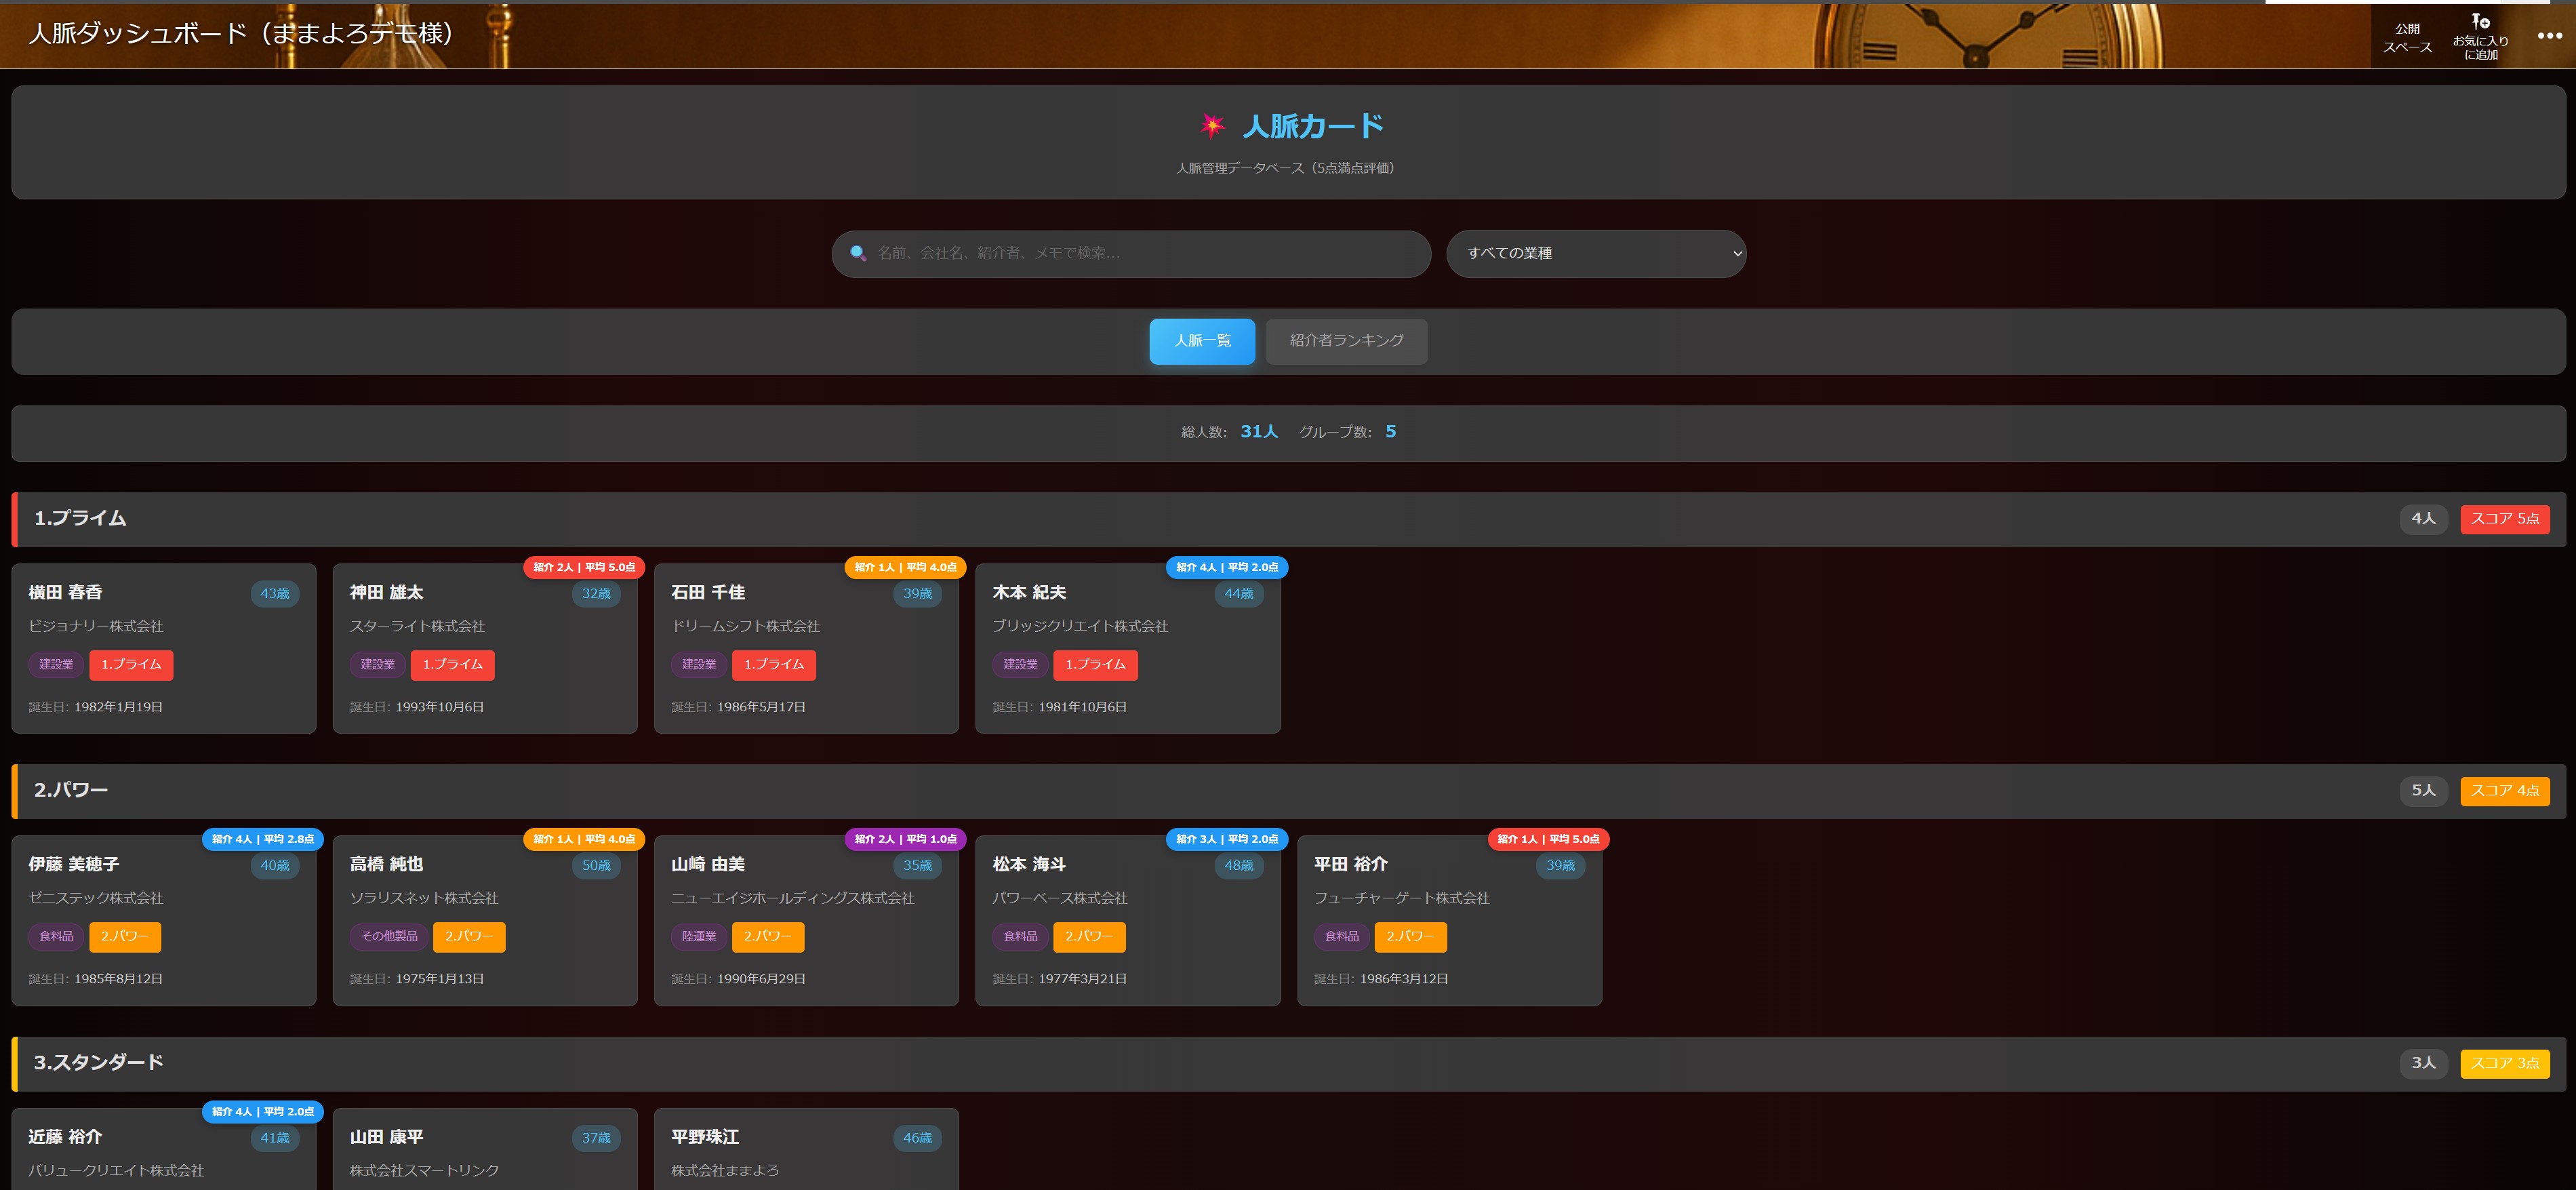 人脈ダッシュボード（ままよろデモ様）
公開
スペース
お気に入り
に追加
人脈カード
人脈管理データベース（5点満点評価）
名前、会社名、紹介者、メモで検索...
すべての業種
人脈一覧
紹介者ランキング
総人数: 31人 グループ数: 5
1.プライム
4人
スコア 5点
横田 春香
43歳
ビジョナリー株式会社
建設業
1.プライム
誕生日: 1982年1月19日
紹介 2人 | 平均 5.0点
神田 雄太
32歳
スターライト株式会社
建設業
1.プライム
誕生日: 1993年10月6日
紹介 1人 | 平均 4.0点
石田 千佳
39歳
ドリームシフト株式会社
建設業
1.プライム
誕生日: 1986年5月17日
紹介 4人 | 平均 2.0点
木本 紀夫
44歳
ブリッジクリエイト株式会社
建設業
1.プライム
誕生日: 1981年10月6日
2.パワー
5人
スコア 4点
紹介 4人 | 平均 2.8点
伊藤 美穂子
40歳
ゼニステック株式会社
食料品
2.パワー
誕生日: 1985年8月12日
紹介 1人 | 平均 4.0点
高橋 純也
50歳
ソラリスネット株式会社
その他製品
2.パワー
誕生日: 1975年1月13日
紹介 2人 | 平均 1.0点
山﨑 由美
35歳
ニューエイジホールディングス株式会社
陸運業
2.パワー
誕生日: 1990年6月29日
紹介 3人 | 平均 2.0点
松本 海斗
48歳
パワーベース株式会社
食料品
2.パワー
誕生日: 1977年3月21日
紹介 1人 | 平均 5.0点
平田 裕介
39歳
フューチャーゲート株式会社
食料品
2.パワー
誕生日: 1986年3月12日
3.スタンダード
3人
スコア 3点
紹介 4人 | 平均 2.0点
近藤 裕介
41歳
バリュークリエイト株式会社
山田 康平
37歳
株式会社スマートリンク
平野珠江
46歳
株式会社ままよろ